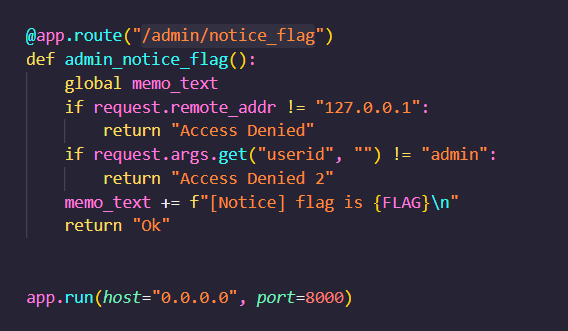 @app.route("/admin/notice_flag")
def admin_notice_flag():
    global memo_text
    if request.remote_addr != "127.0.0.1":
        return "Access Denied"
    if request.args.get("userid", "") != "admin":
        return "Access Denied 2"
    memo_text += f"[Notice] flag is {FLAG}\n"
    return "Ok"
app.run(host="0.0.0.0", port=8000)